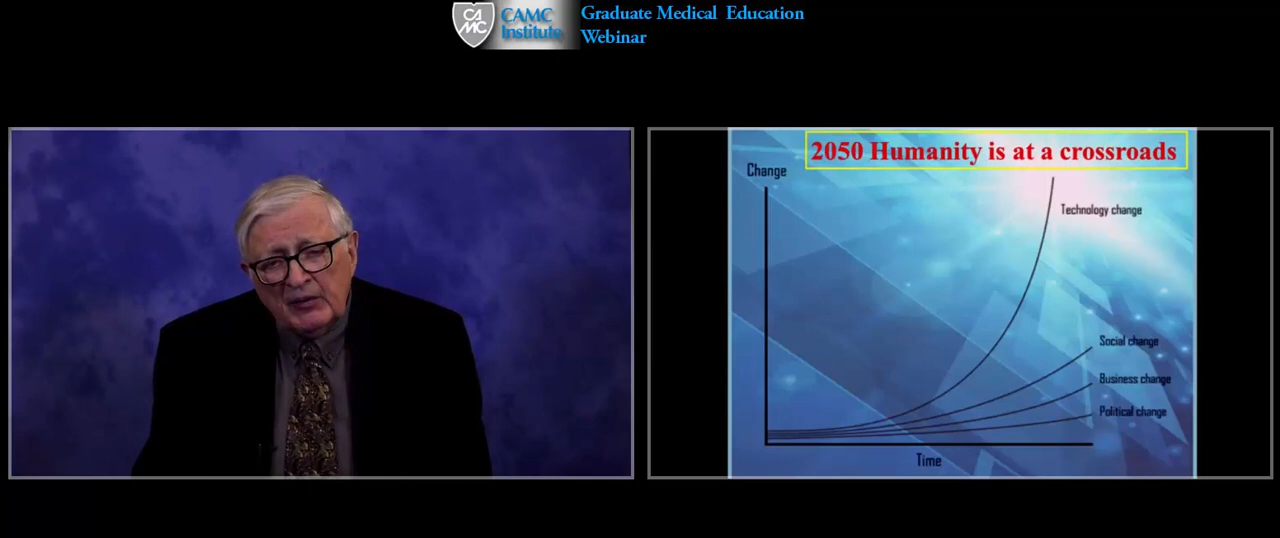 CAMC
CAMC
Institute
Graduate Medical Education
Webinar
2050 Humanity is at a crossroads
Change
Technology change
Social change
Business change
Political change
Time